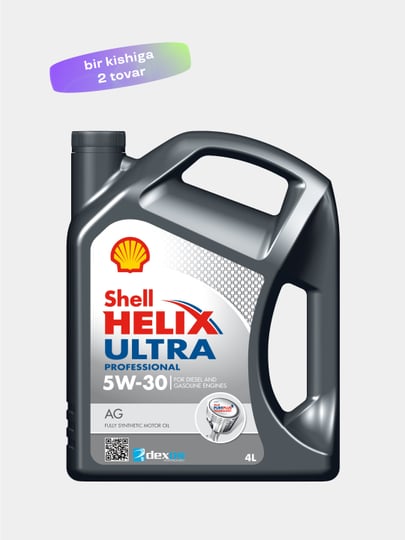 bir kishiga
2 tovar
Shell
HELIX
ULTRA
PROFESSIONAL
5W-30
FOR DIESEL AND
GASOLINE ENGINES
AG
FULLY SYNTHETIC MOTOR OIL
4L